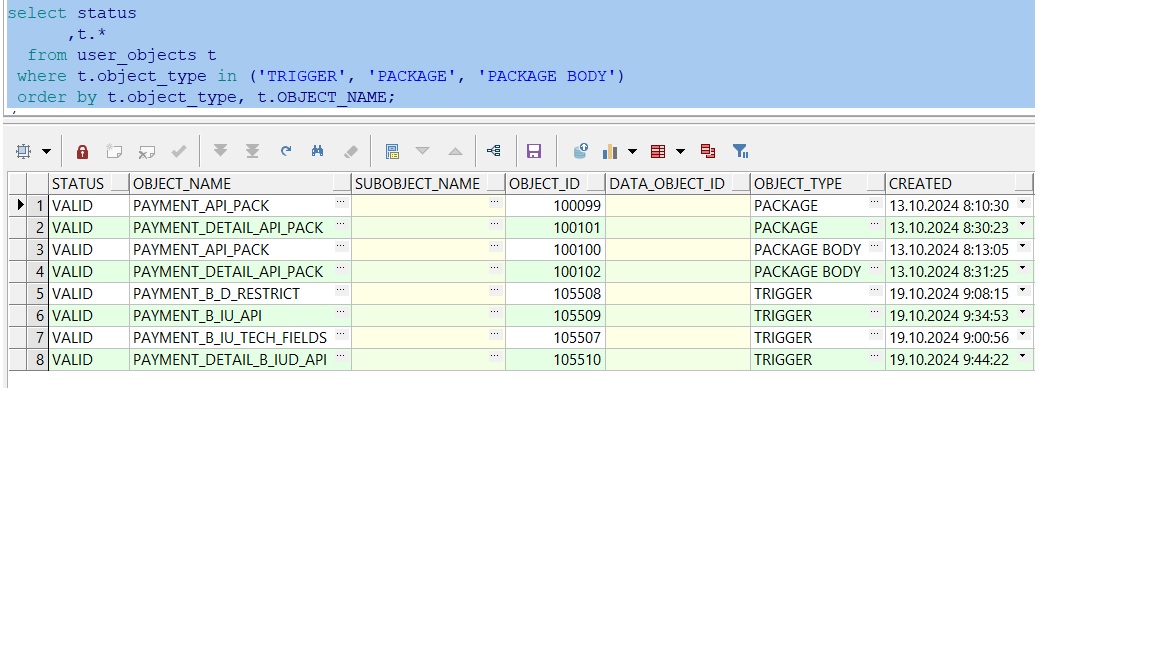 select status
,t.*
from user_objects t
where t.object_type in ('TRIGGER', 'PACKAGE', 'PACKAGE BODY')
order by t.object_type, t.OBJECT_NAME;
STATUS OBJECT_NAME SUBOBJECT_NAME OBJECT_ID DATA_OBJECT_ID OBJECT_TYPE CREATED
1 VALID PAYMENT_API_PACK ... 100099 PACKAGE ... 13.10.2024 8:10:30
2 VALID PAYMENT_DETAIL_API_PACK ... 100101 PACKAGE ... 13.10.2024 8:30:23
3 VALID PAYMENT_API_PACK ... 100100 PACKAGE BODY ... 13.10.2024 8:13:05
4 VALID PAYMENT_DETAIL_API_PACK ... 100102 PACKAGE BODY ... 13.10.2024 8:31:25
5 VALID PAYMENT_B_D_RESTRICT ... 105508 TRIGGER ... 19.10.2024 9:08:15
6 VALID PAYMENT_B_IU_API ... 105509 TRIGGER ... 19.10.2024 9:34:53
7 VALID PAYMENT_B_IU_TECH_FIELDS ... 105507 TRIGGER ... 19.10.2024 9:00:56
8 VALID PAYMENT_DETAIL_B_IUD_API ... 105510 TRIGGER ... 19.10.2024 9:44:22